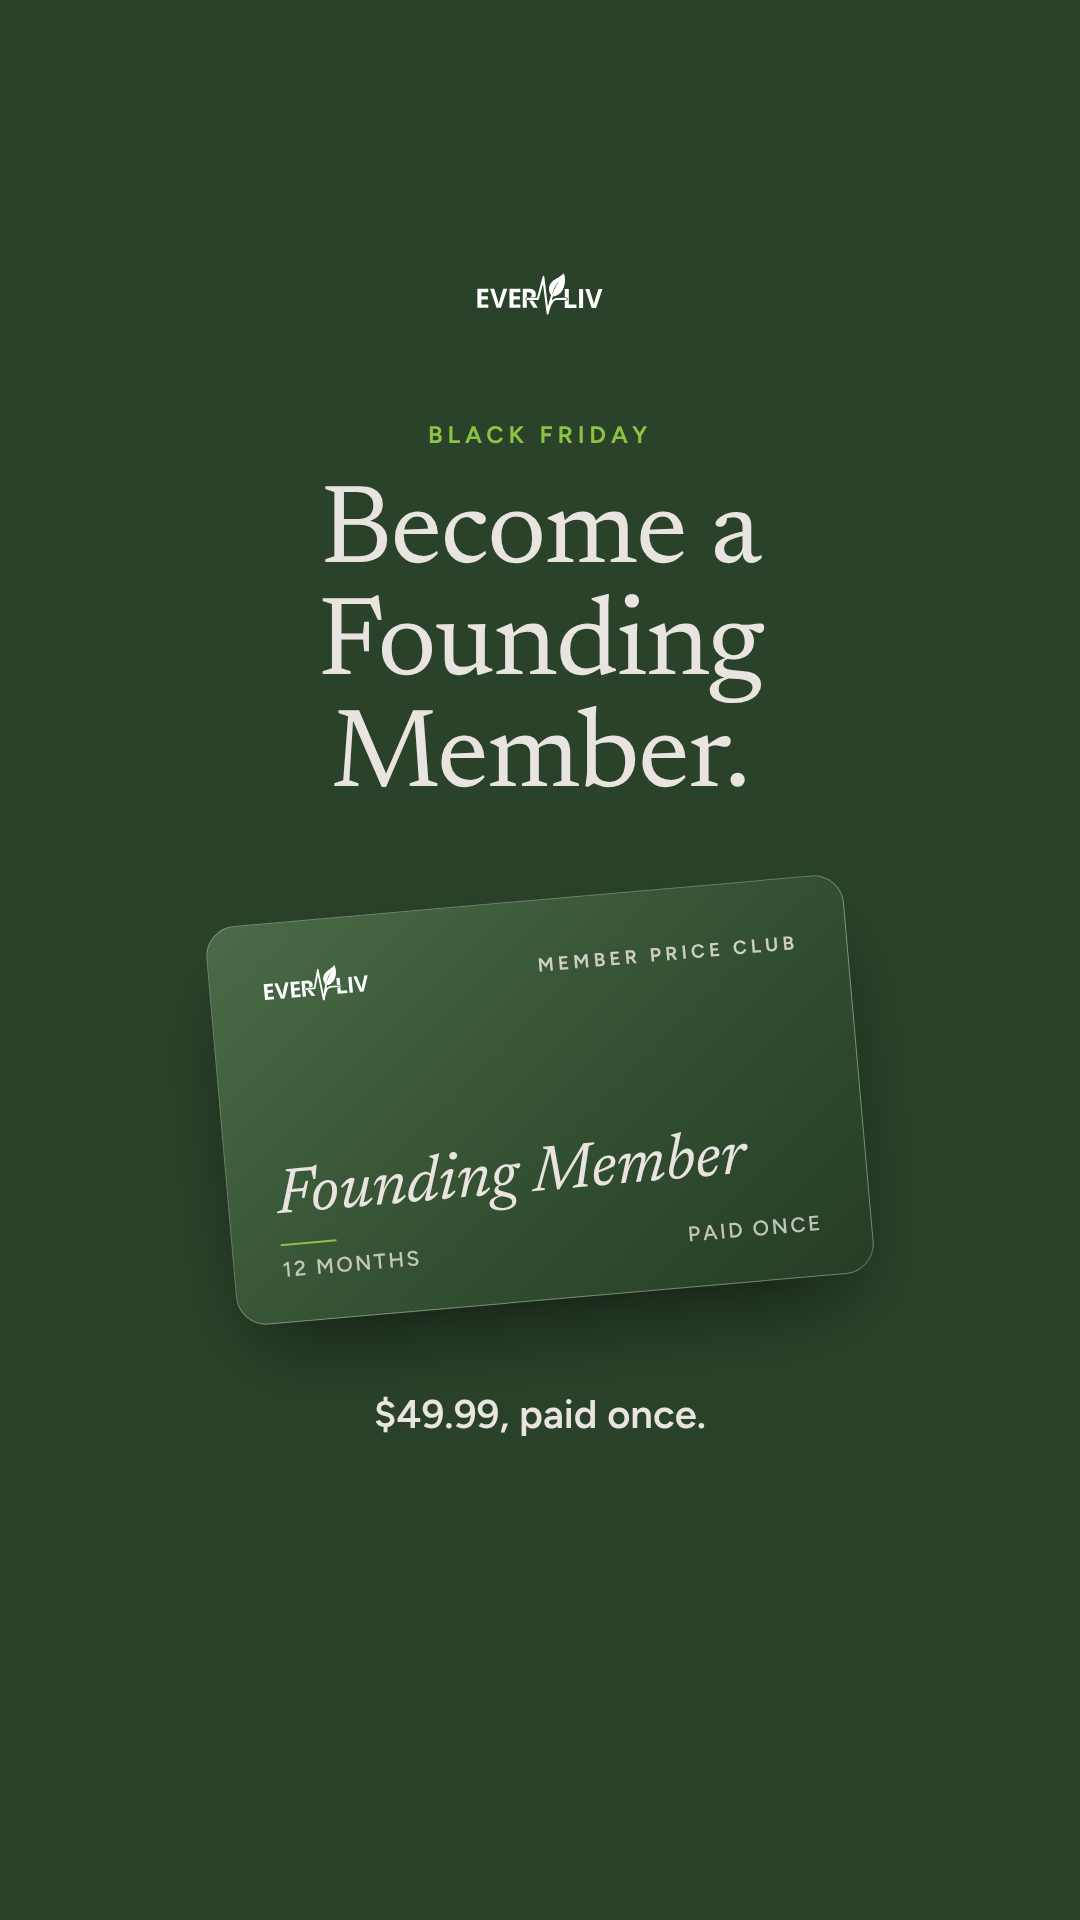 EVERLIV
BLACK FRIDAY
Become a
Founding
Member.
EVERLIV
MEMBER PRICE CLUB
Founding Member
12 MONTHS
PAID ONCE
$49.99, paid once.